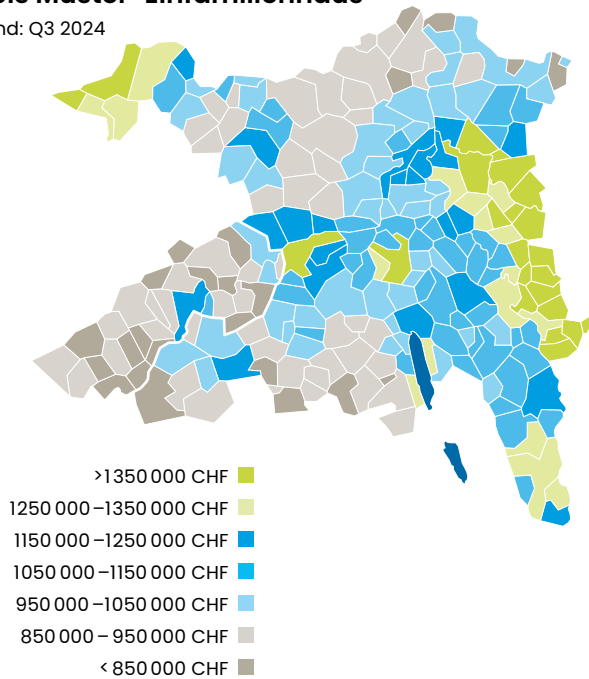 nd: Q3 2024
>1350 000 CHF
1250 000–1350 000 CHF
1150 000–1250 000 CHF
1050 000–1150 000 CHF
950 000–1050 000 CHF
850 000–950 000 CHF
<850 000 CHF